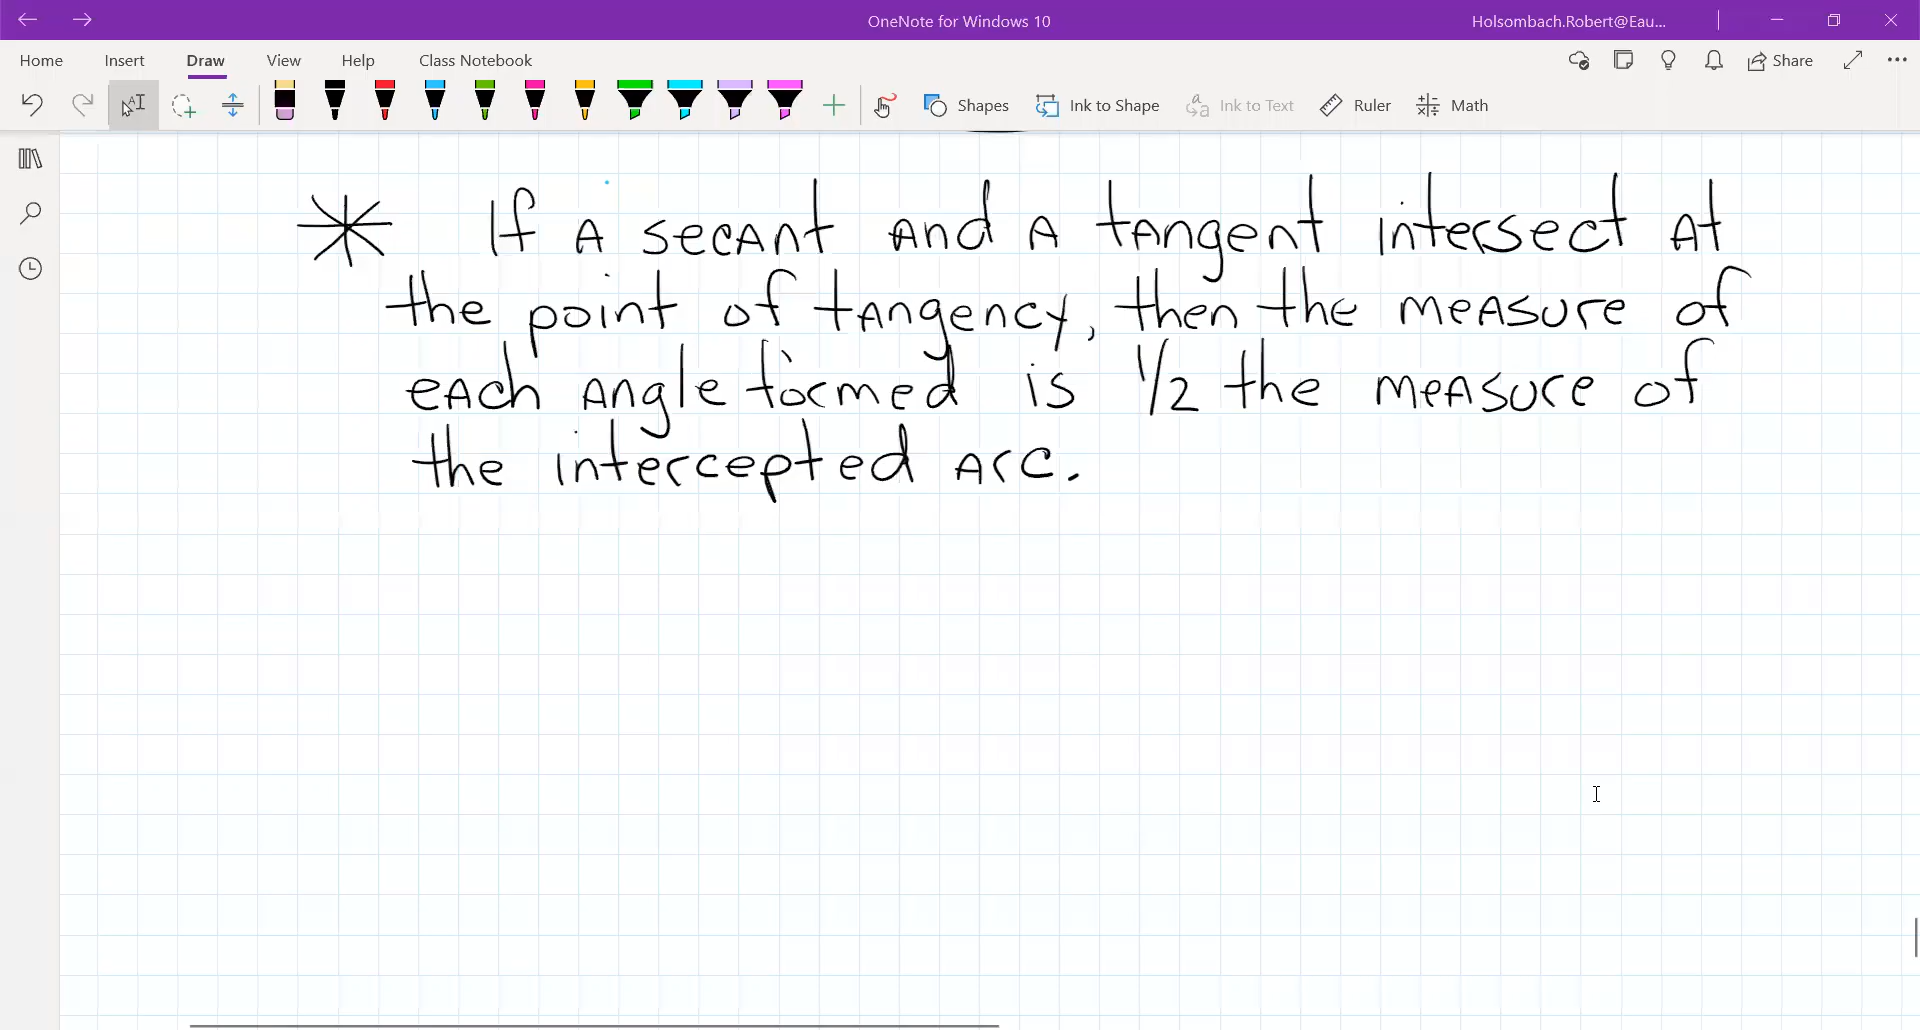 OneNote for Windows 10
Holsombach.Robert@Eau...
Home Insert Draw View Help Class Notebook
Share
Shapes Ink to Shape Ink to Text Ruler Math
If A secAnt And A tAngent intersect At
the point of tAngency, then the meAsure of
eAch Angle formed is 1/2 the meAsure of
the intercepted Arc.